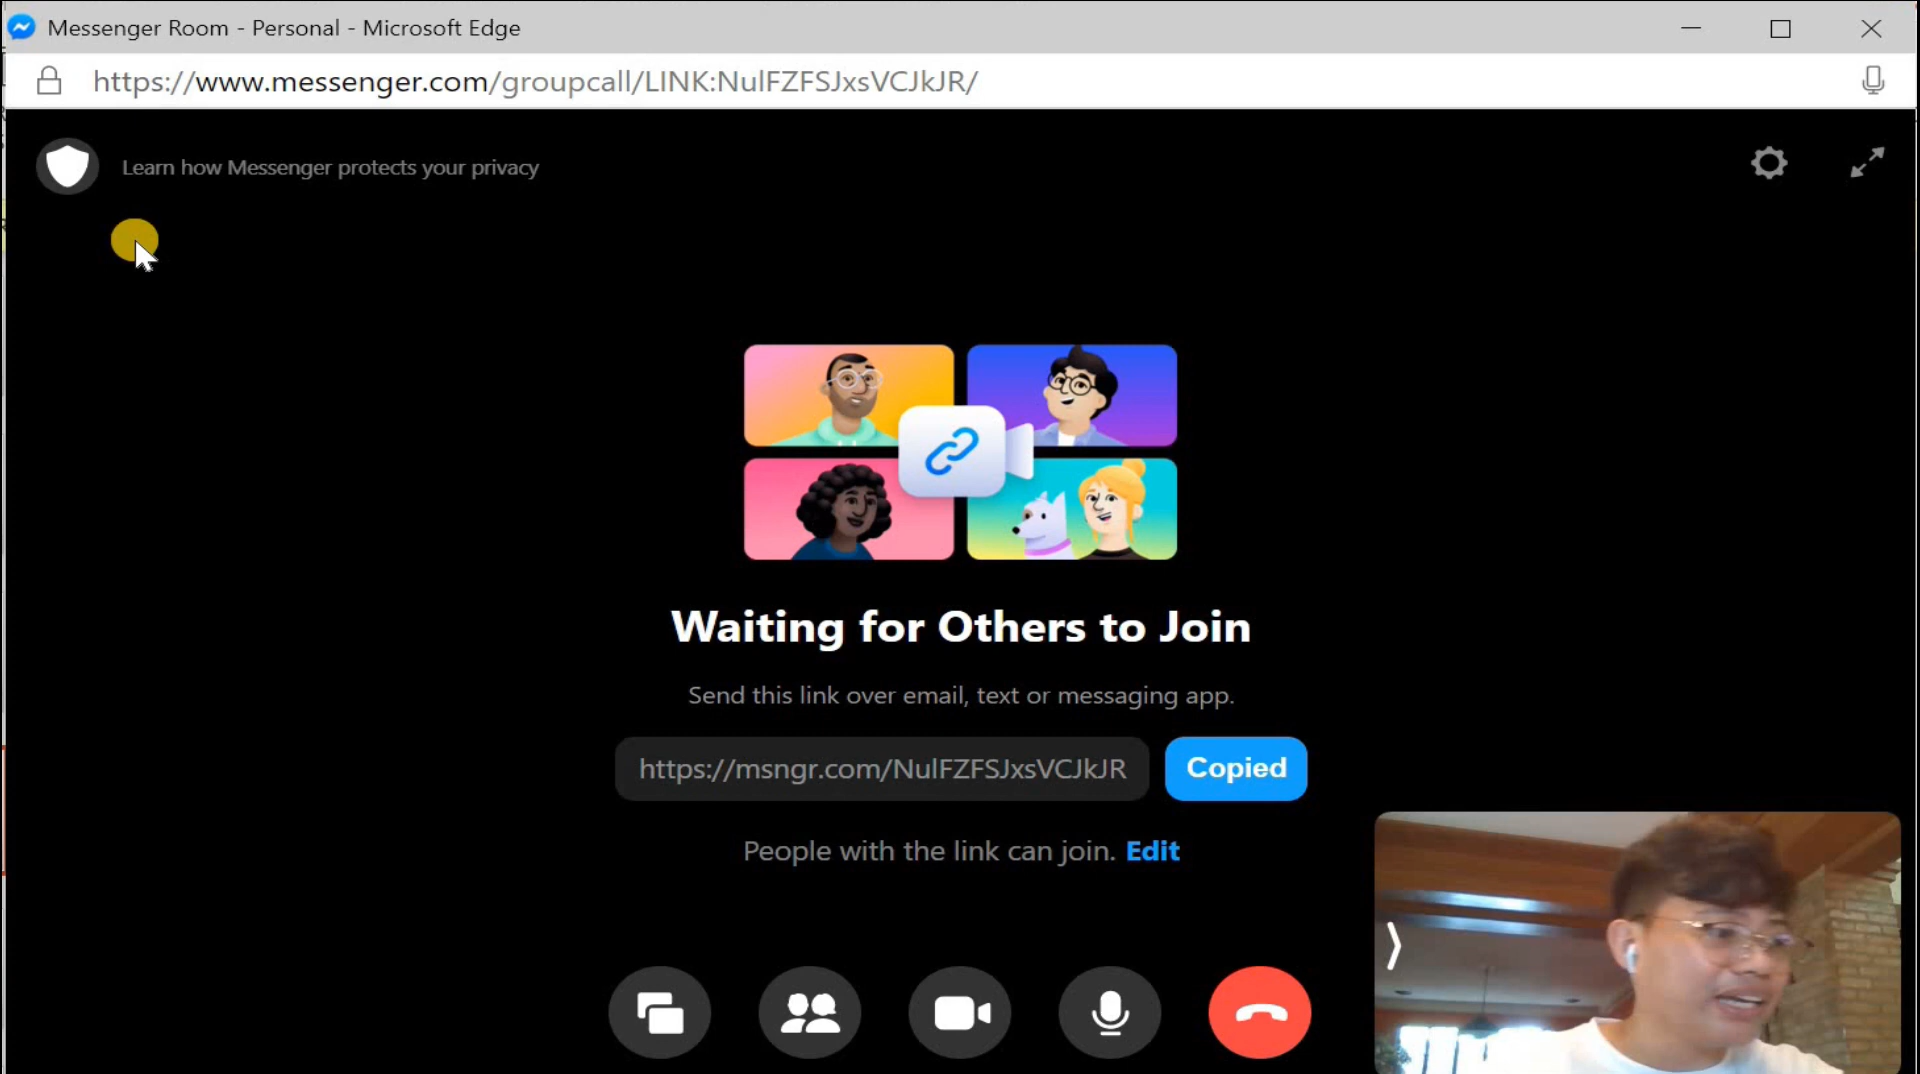 Messenger Room - Personal - Microsoft Edge
https://www.messenger.com/groupcall/LINK:NulFZFSJxsVCJkJR/
Learn how Messenger protects your privacy
Waiting for Others to Join
Send this link over email, text or messaging app.
https://msngr.com/NulFZFSJxsVCJkJR
Copied
People with the link can join. Edit